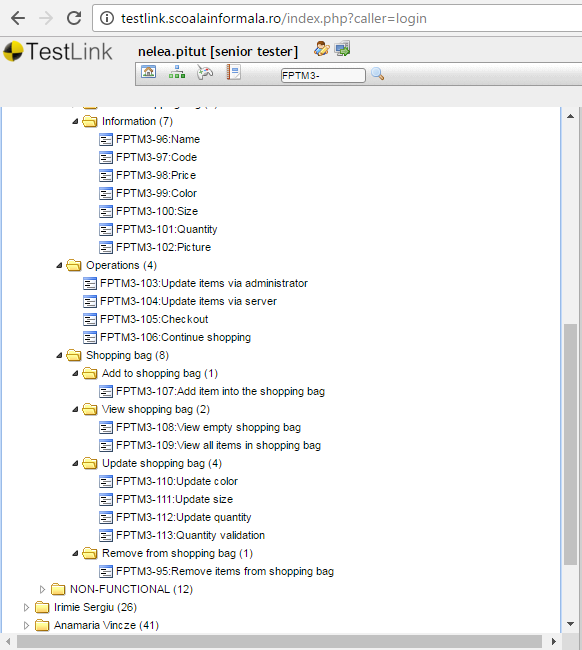 testlink.scoalainformala.ro/index.php?caller=login
TestLink
nelea.pitut [senior tester]
FPTM3-
Information (7)
FPTM3-96:Name
FPTM3-97:Code
FPTM3-98:Price
FPTM3-99:Color
FPTM3-100:Size
FPTM3-101:Quantity
FPTM3-102:Picture
Operations (4)
FPTM3-103:Update items via administrator
FPTM3-104:Update items via server
FPTM3-105:Checkout
FPTM3-106:Continue shopping
Shopping bag (8)
Add to shopping bag (1)
FPTM3-107:Add item into the shopping bag
View shopping bag (2)
FPTM3-108:View empty shopping bag
FPTM3-109:View all items in shopping bag
Update shopping bag (4)
FPTM3-110:Update color
FPTM3-111:Update size
FPTM3-112:Update quantity
FPTM3-113:Quantity validation
Remove from shopping bag (1)
FPTM3-95:Remove items from shopping bag
NON-FUNCTIONAL (12)
Irimie Sergiu (26)
Anamaria Vincze (41)